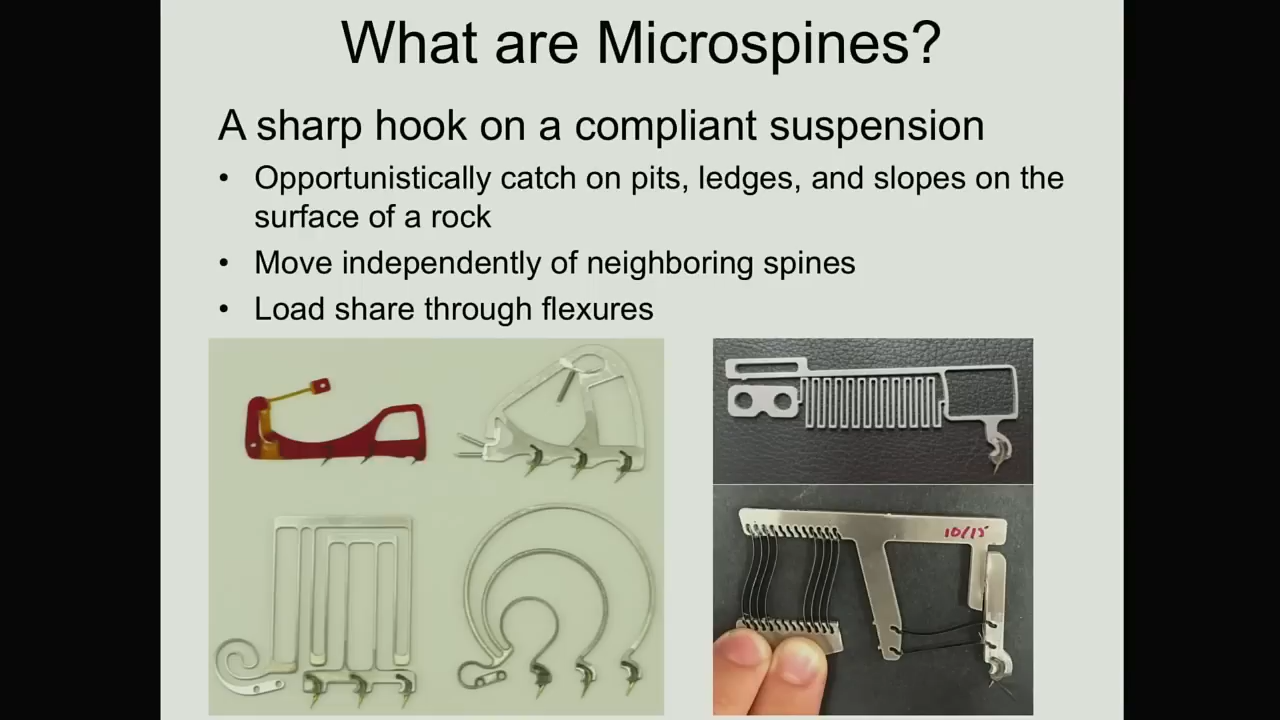 What are Microspines?
A sharp hook on a compliant suspension
• Opportunistically catch on pits, ledges, and slopes on the
surface of a rock
• Move independently of neighboring spines
• Load share through flexures
10/15